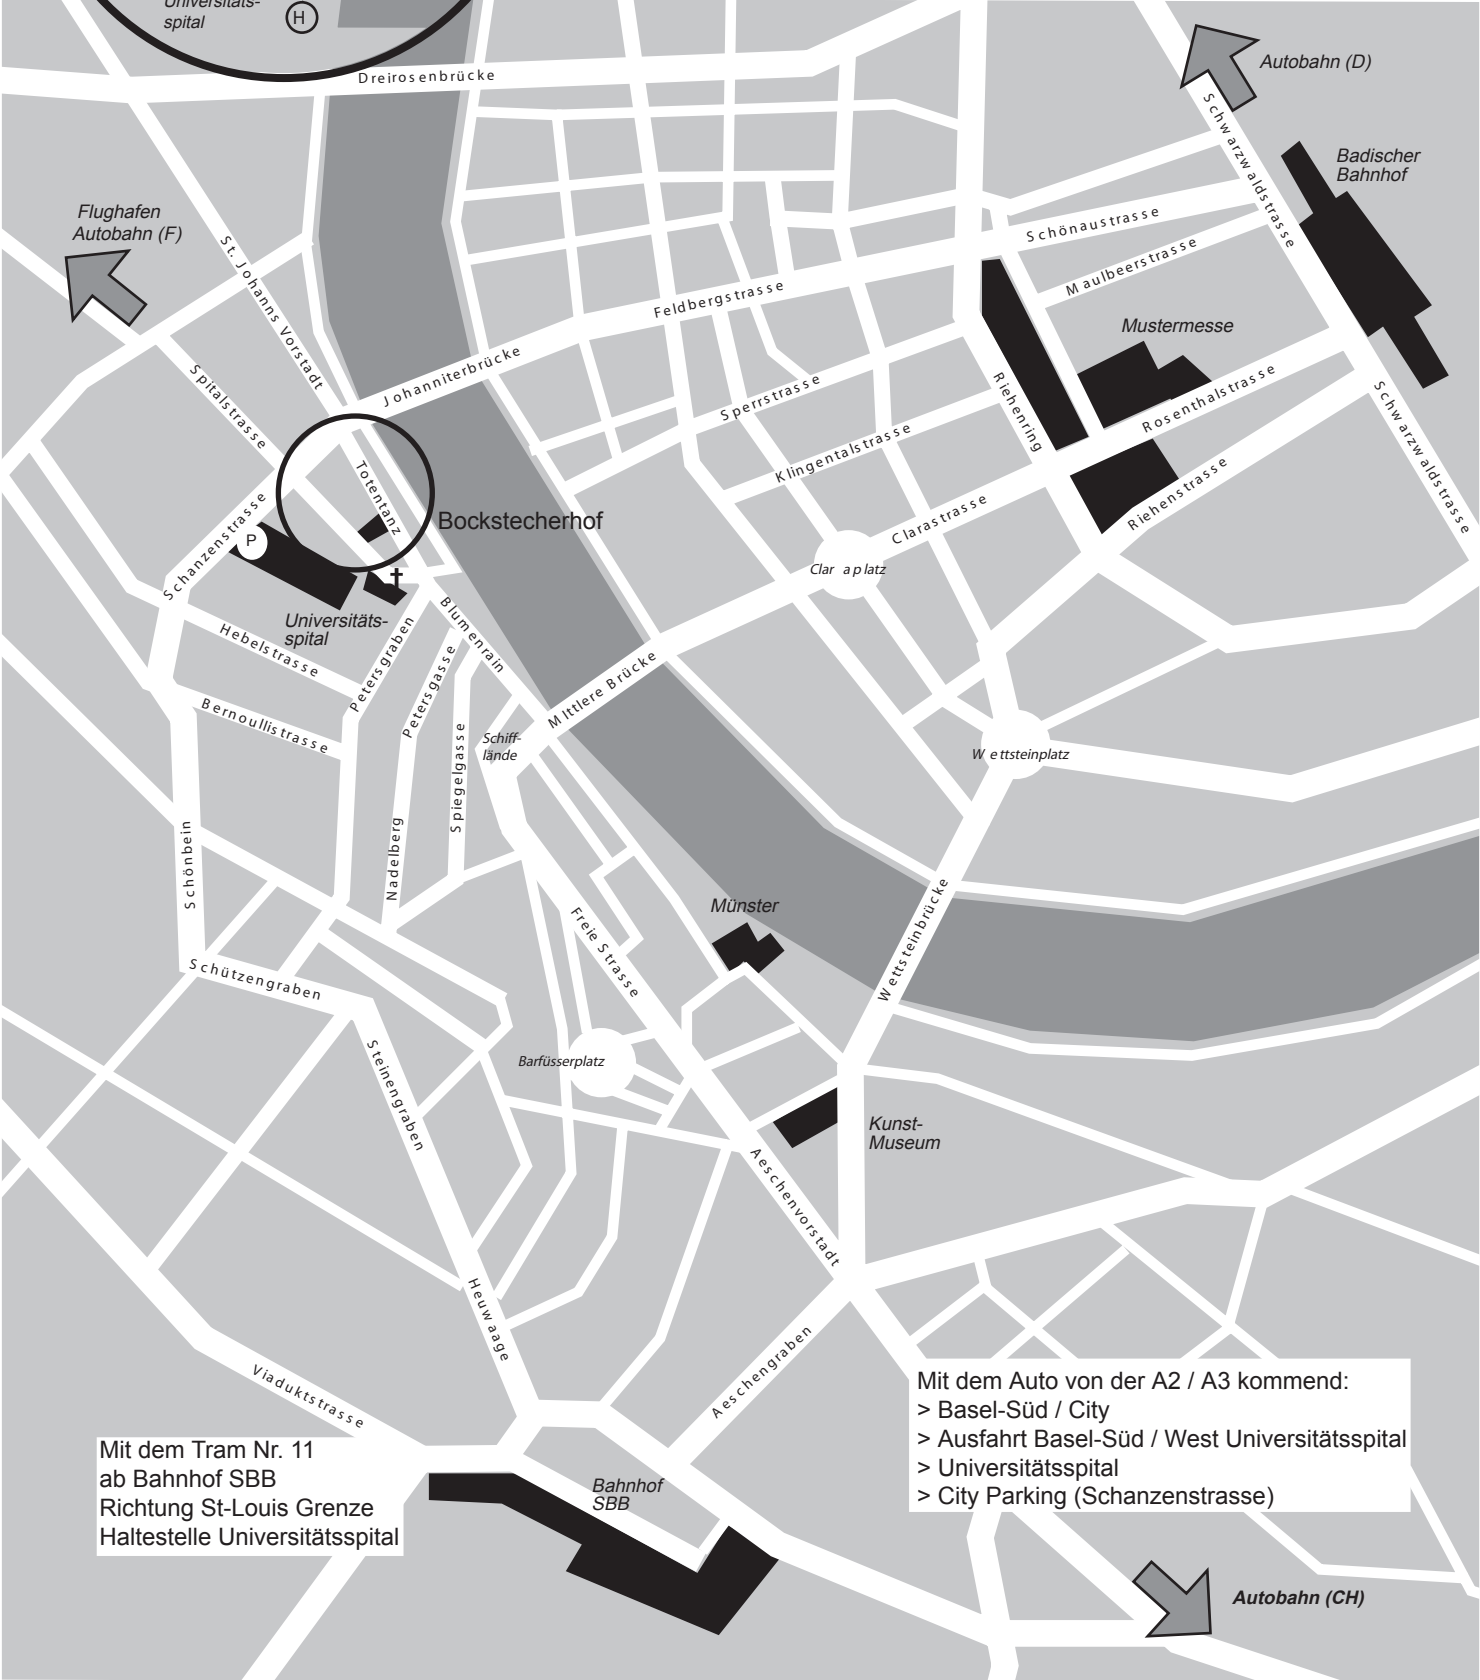 Universitäts-
spital
H
Dreirosenbrücke
Autobahn (D)
Schwarzwaldstrasse
Badischer
Bahnhof
Flughafen
Autobahn (F)
St. Johanns Vorstadt
Schönaustrasse
Maulbeerstrasse
Feldbergstrasse
Mustermesse
Johanniterbrücke
Spitalstrasse
Sperrstrasse
Riehenring
Rosenthalstrasse
Schwarzwaldstrasse
Klingentalstrasse
Totentanz
Clarastrasse
Riehenstrasse
Schanzenstrasse
P
Bockstecherhof
Claraplatz
Universitäts-
spital
Hebelstrasse
Petersgraben
Blumenrain
Petersgasse
Bernoullistrasse
MIttlere Brücke
Spiegelgasse
Schiff-
lände
Wettsteinplatz
Schönbein
Nadelberg
Münster
Freie Strasse
Wettsteinbrücke
Schützengraben
Steinengraben
Barfüsserplatz
Kunst-
Museum
Aeschenvorstadt
Heuwaage
Aeschengraben
Viaduktstrasse
Mit dem Auto von der A2 / A3 kommend:
> Basel-Süd / City
> Ausfahrt Basel-Süd / West Universitätsspital
> Universitätsspital
> City Parking (Schanzenstrasse)
Mit dem Tram Nr. 11
ab Bahnhof SBB
Richtung St-Louis Grenze
Haltestelle Universitätsspital
Bahnhof
SBB
Autobahn (CH)